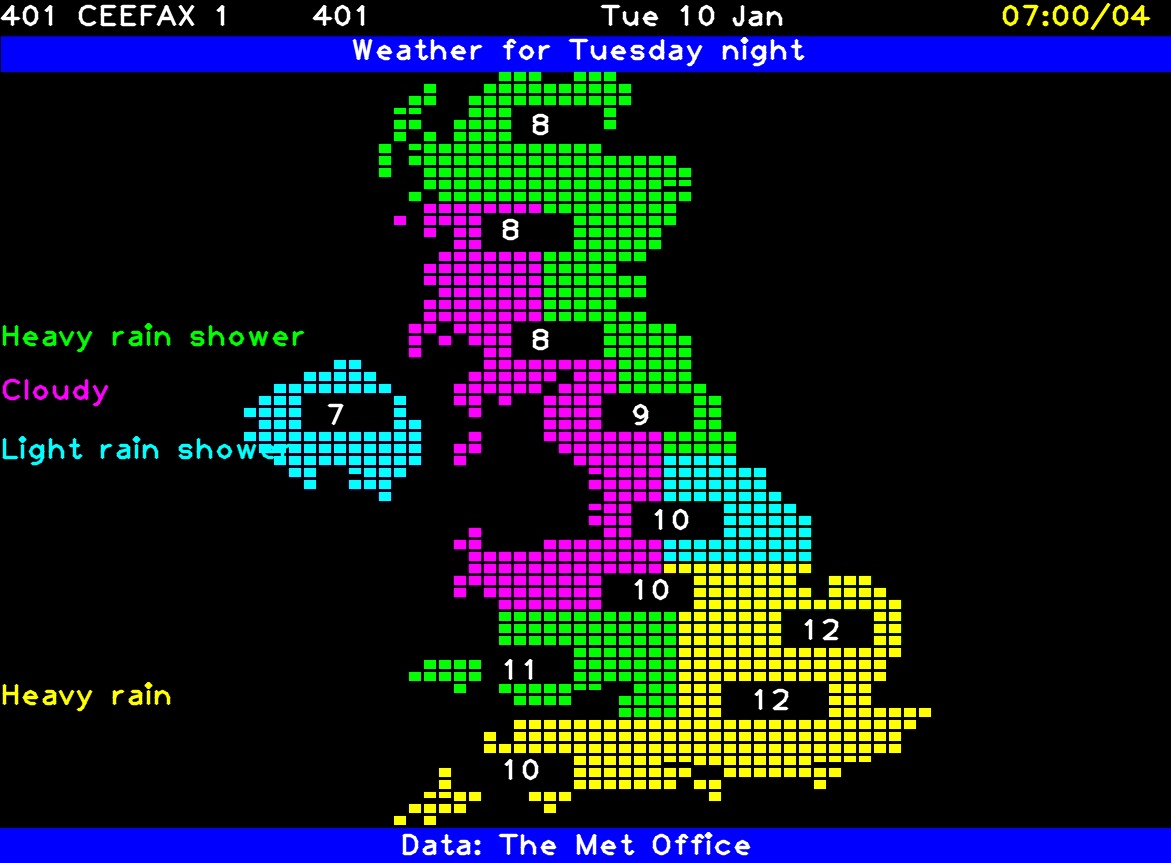 401 CEEFAX 1 401 Tue 10 Jan 07:00/04
Weather for Tuesday night
8
8
Heavy rain shower
8
Cloudy
7
9
Light rain shower
10
10
12
11
Heavy rain
12
10
Data: The Met Office